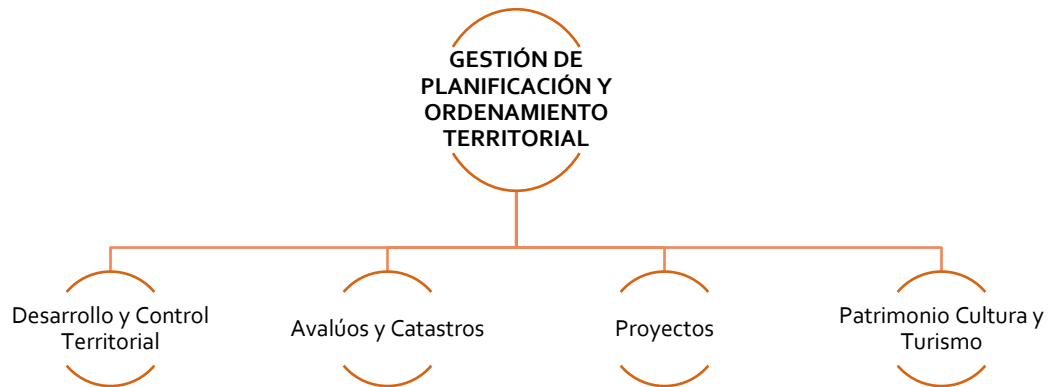 GESTIÓN DE
PLANIFICACIÓN Y
ORDENAMIENTO
TERRITORIAL
Desarrollo y Control
Territorial
Avalúos y Catastros
Proyectos
Patrimonio Cultura y
Turismo